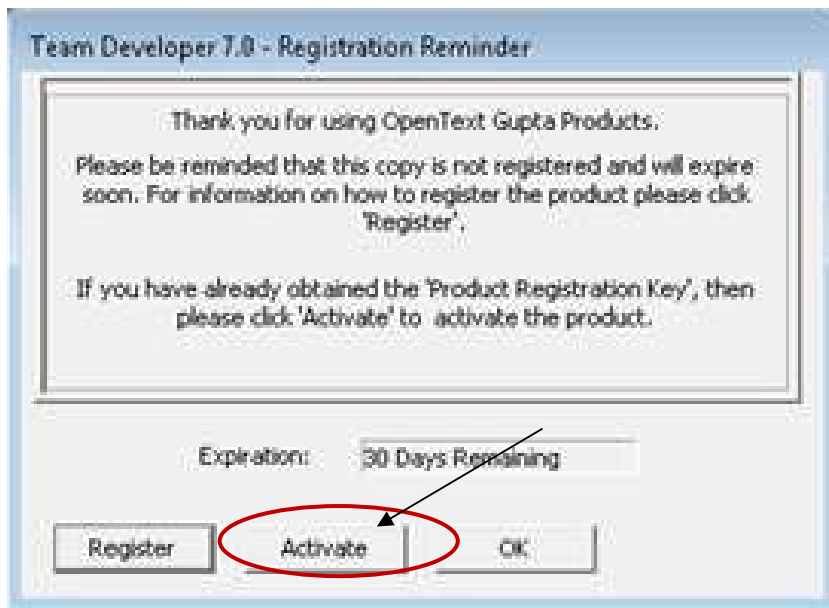 Team Developer 7.0 - Registration Reminder
Thank you for using OpenText Gupta Products.
Please be reminded that this copy is not registered and will expire
soon. For information on how to register the product please click
'Register'.
If you have already obtained the 'Product Registration Key', then
please click 'Activate' to activate the product.
Expiration: 30 Days Remaining
Register Activate OK